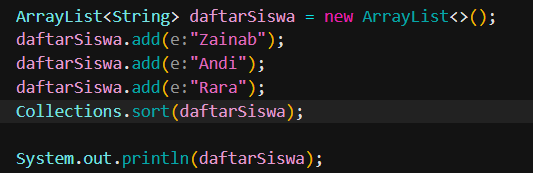 ArrayList<String> daftarSiswa = new ArrayList<>();
daftarSiswa.add(e:"Zainab");
daftarSiswa.add(e:"Andi");
daftarSiswa.add(e:"Rara");
Collections.sort(daftarSiswa);
System.out.println(daftarSiswa);